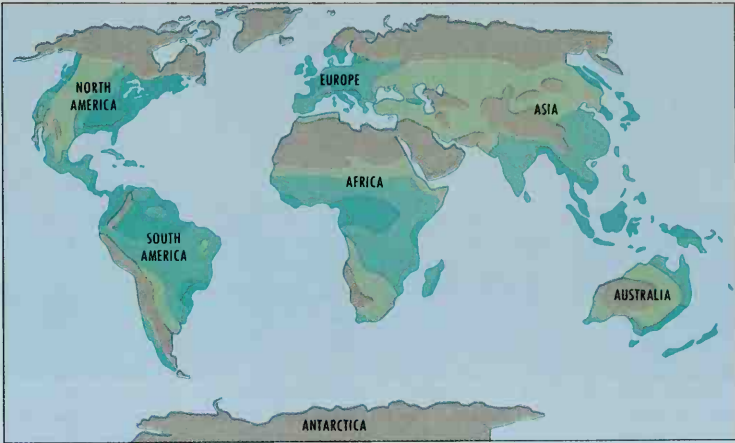 NORTH
AMERICA
EUROPE
ASIA
AFRICA
SOUTH
AMERICA
AUSTRALIA
ANTARCTICA